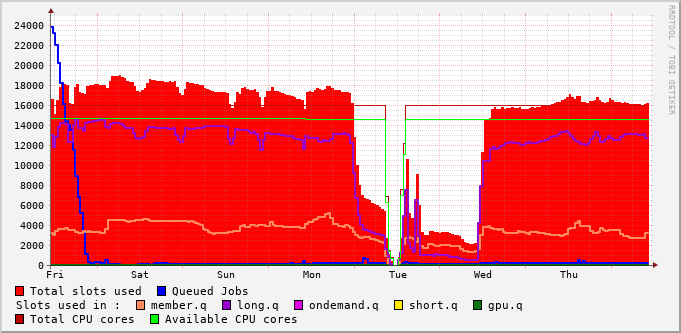 24000
22000
20000
18000
16000
14000
12000
10000
8000
6000
4000
2000
0
Fri Sat Sun Mon Tue Wed Thu
Total slots used Queued Jobs
Slots used in : member.q long.q ondemand.q short.q gpu.q
Total CPU cores Available CPU cores
RRDTOOL / TOBI OETIKER